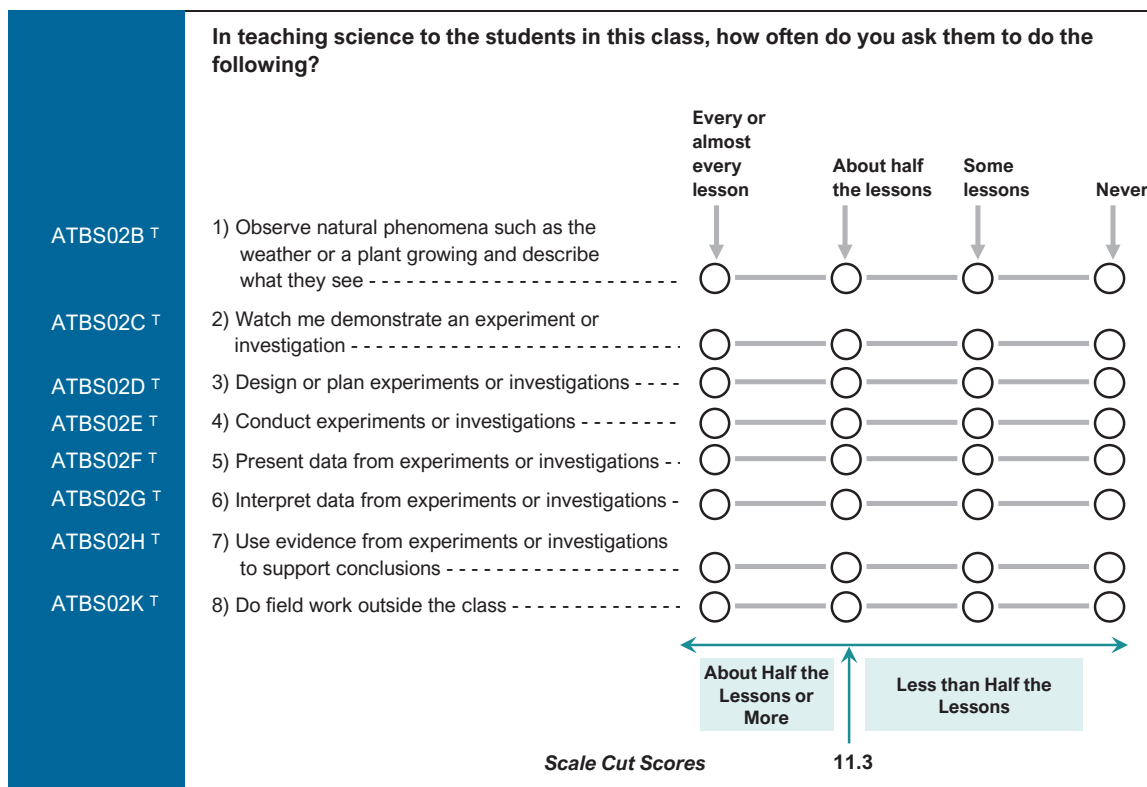 In teaching science to the students in this class, how often do you ask them to do the
following?
Every or
almost
every
lesson
About half
the lessons
Some
lessons
Never
ATBS02B T
1) Observe natural phenomena such as the
weather or a plant growing and describe
what they see - - - - - - - - - - - - - - - - - - - - - - - - -
ATBS02C T
2) Watch me demonstrate an experiment or
investigation - - - - - - - - - - - - - - - - - - - - - - - - - - -
ATBS02D T
3) Design or plan experiments or investigations - - - -
ATBS02E T
4) Conduct experiments or investigations - - - - - - - -
ATBS02F T
5) Present data from experiments or investigations - -
ATBS02G T
6) Interpret data from experiments or investigations -
ATBS02H T
7) Use evidence from experiments or investigations
to support conclusions - - - - - - - - - - - - - - - - - - -
ATBS02K T
8) Do field work outside the class - - - - - - - - - - - - - -
About Half the
Lessons or
More
Less than Half the
Lessons
Scale Cut Scores 11.3